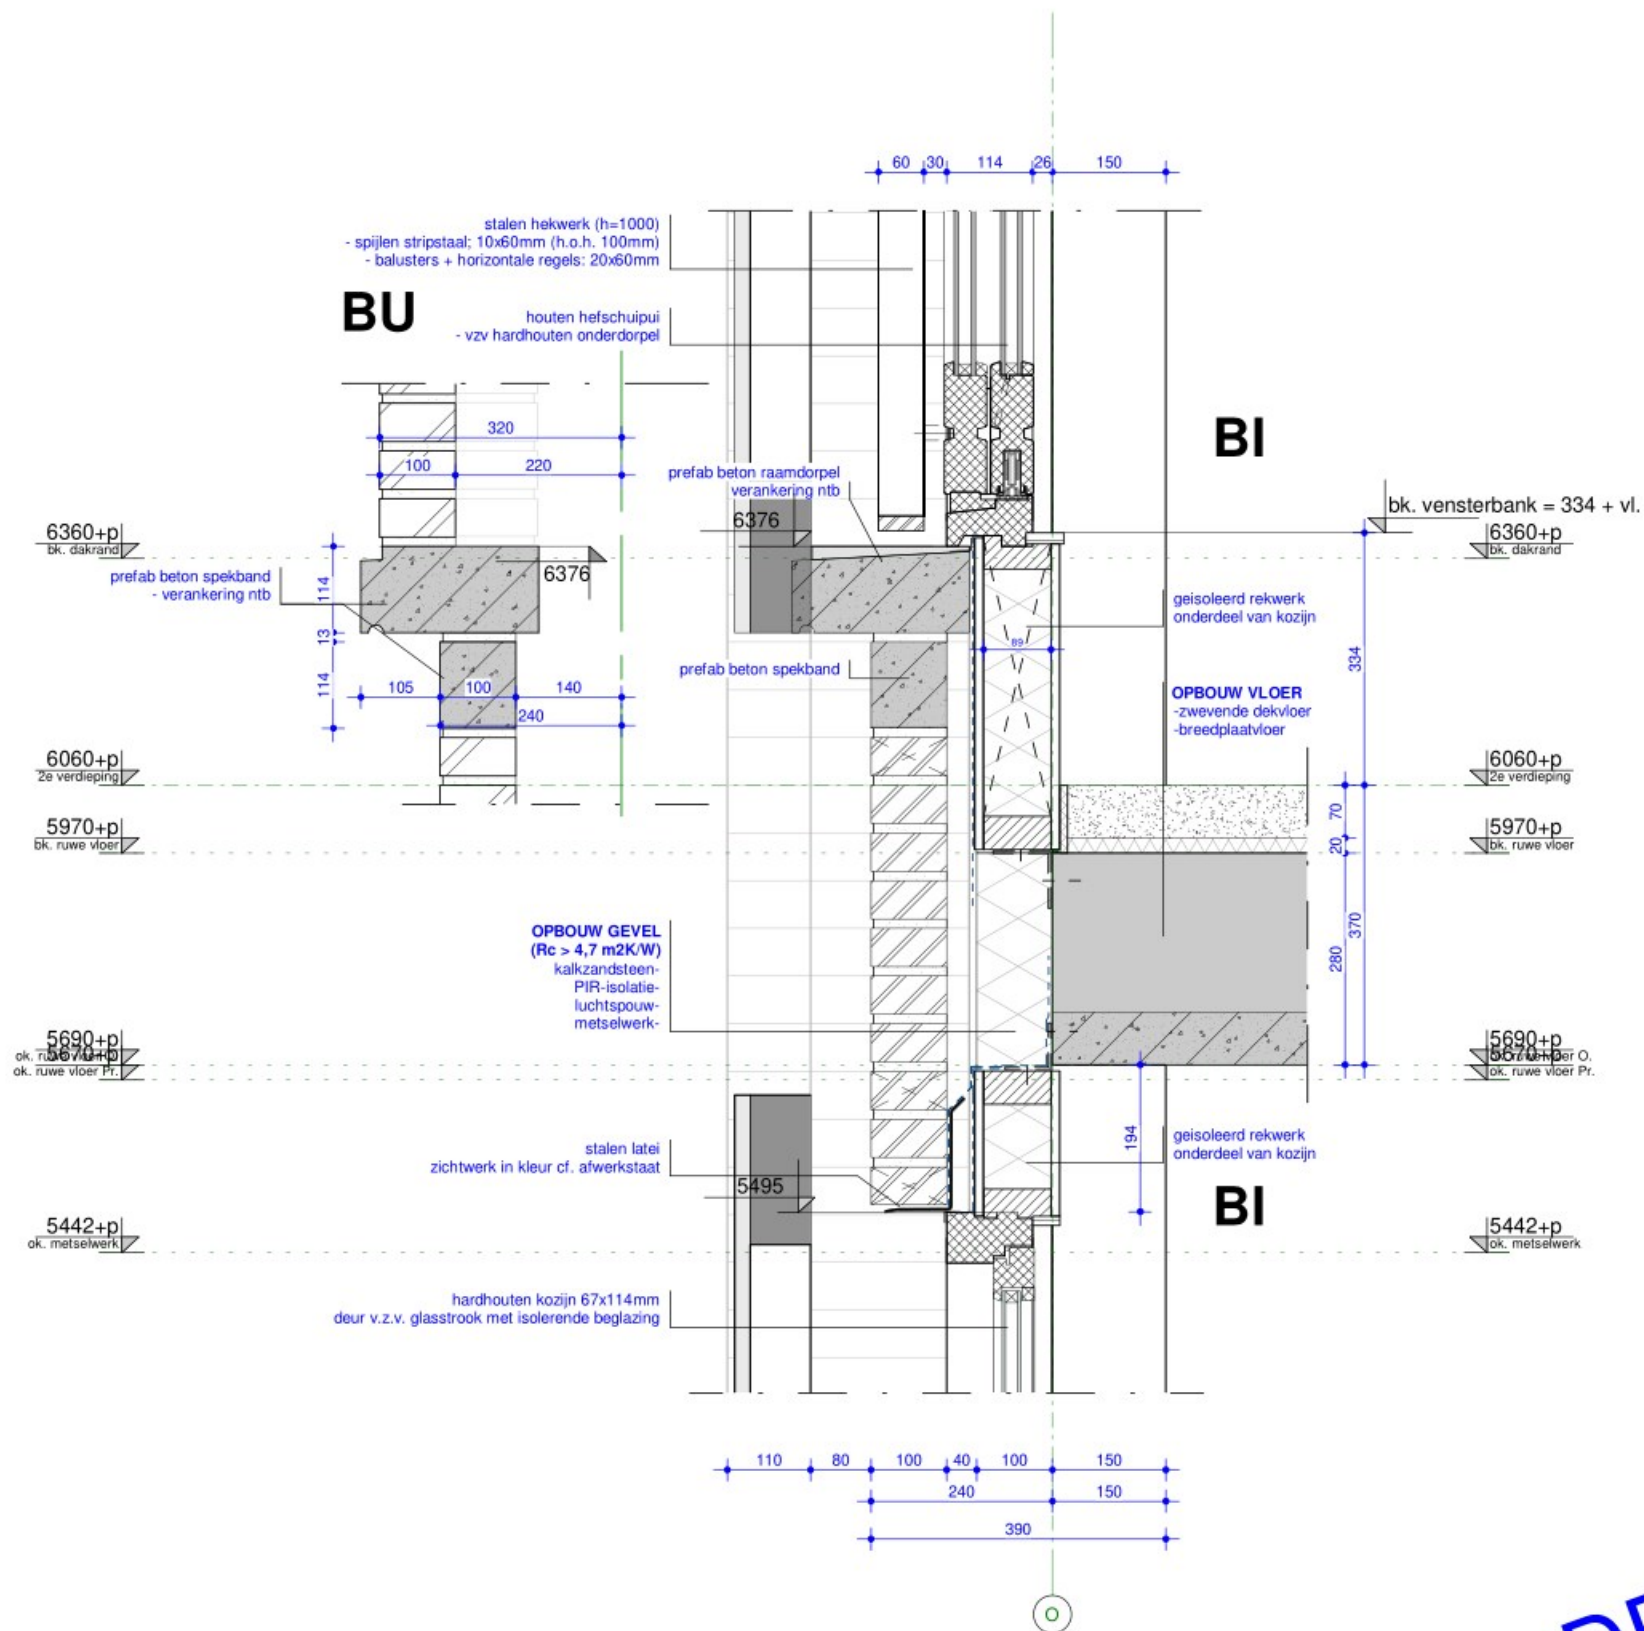 60 30 114 26 150
stalen hekwerk (h=1000)
- spijlen stripstaal; 10x60mm (h.o.h. 100mm)
- balusters + horizontale regels: 20x60mm
BU
houten hefschuipui
- vzv hardhouten onderdorpel
320
100 220
BI
prefab beton raamdorpel
verankering ntb
bk. vensterbank = 334 + vl.
6360+p
bk. dakrand
6376
6360+p
bk. dakrand
prefab beton spekband
- verankering ntb
6376
114
13
114
geisoleerd rekwerk
onderdeel van kozijn
89
334
prefab beton spekband
105 100 140
240
OPBOUW VLOER
-zwevende dekvloer
-breedplaatvloer
6060+p
2e verdieping
6060+p
2e verdieping
70
5970+p
bk. ruwe vloer
20
5970+p
bk. ruwe vloer
OPBOUW GEVEL
(Rc > 4,7 m2K/W)
kalkzandsteen-
PIR-isolatie-
luchtspouw-
metselwerk-
280
370
5690+p
5670+p
ok. ruwe vloer Pr.
5690+p
ok. ruwe vloer O.
ok. ruwe vloer Pr.
194
geisoleerd rekwerk
onderdeel van kozijn
stalen latei
zichtwerk in kleur cf. afwerkstaat
5495
BI
5442+p
ok. metselwerk
5442+p
ok. metselwerk
hardhouten kozijn 67x114mm
deur v.z.v. glasstrook met isolerende beglazing
110 80 100 40 100 150
240 150
390
O